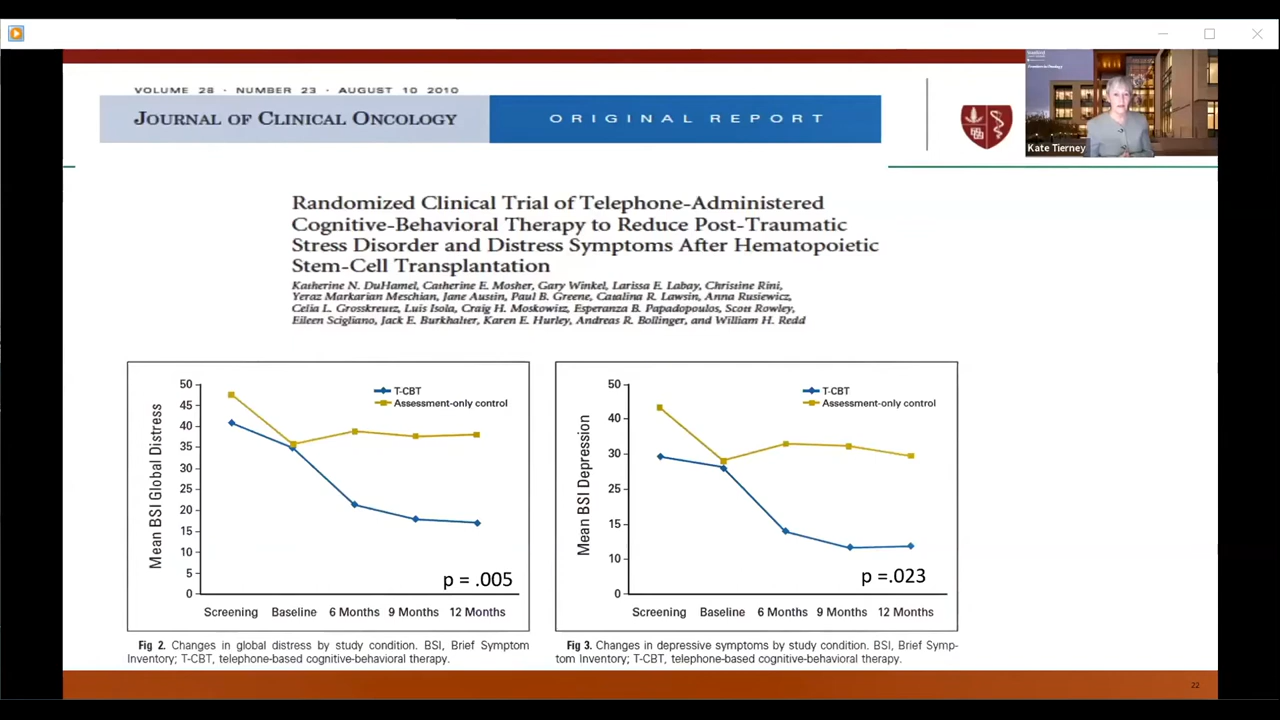 VOLUME 28 · NUMBER 23 · AUGUST 10 2010
JOURNAL OF CLINICAL ONCOLOGY
ORIGINAL REPORT
Kate Tierney
Randomized Clinical Trial of Telephone-Administered
Cognitive-Behavioral Therapy to Reduce Post-Traumatic
Stress Disorder and Distress Symptoms After Hematopoietic
Stem-Cell Transplantation
Katherine N. DuHamel, Catherine E. Mosher, Gary Winkel, Larissa E. Labay, Christine Rini,
Yeraz Markarian Meschian, Jane Austin, Paul B. Greene, Catalina R. Lawsin, Anna Rusiewicz,
Celia L. Grosskreutz, Luis Isola, Craig H. Moskowitz, Esperanza B. Papadopoulos, Scott Rowley,
Eileen Scigliano, Jack E. Burkhalter, Karen E. Hurley, Andreas R. Bollinger, and William H. Redd
Mean BSI Global Distress
50
45
40
35
30
25
20
15
10
5
0
T-CBT
Assessment-only control
p = .005
Screening Baseline 6 Months 9 Months 12 Months
Fig 2. Changes in global distress by study condition. BSI, Brief Symptom
Inventory; T-CBT, telephone-based cognitive-behavioral therapy.
Mean BSI Depression
50
40
30
25
15
10
0
T-CBT
Assessment-only control
p =.023
Screening Baseline 6 Months 9 Months 12 Months
Fig 3. Changes in depressive symptoms by study condition. BSI, Brief Symp-
tom Inventory; T-CBT, telephone-based cognitive-behavioral therapy.
22